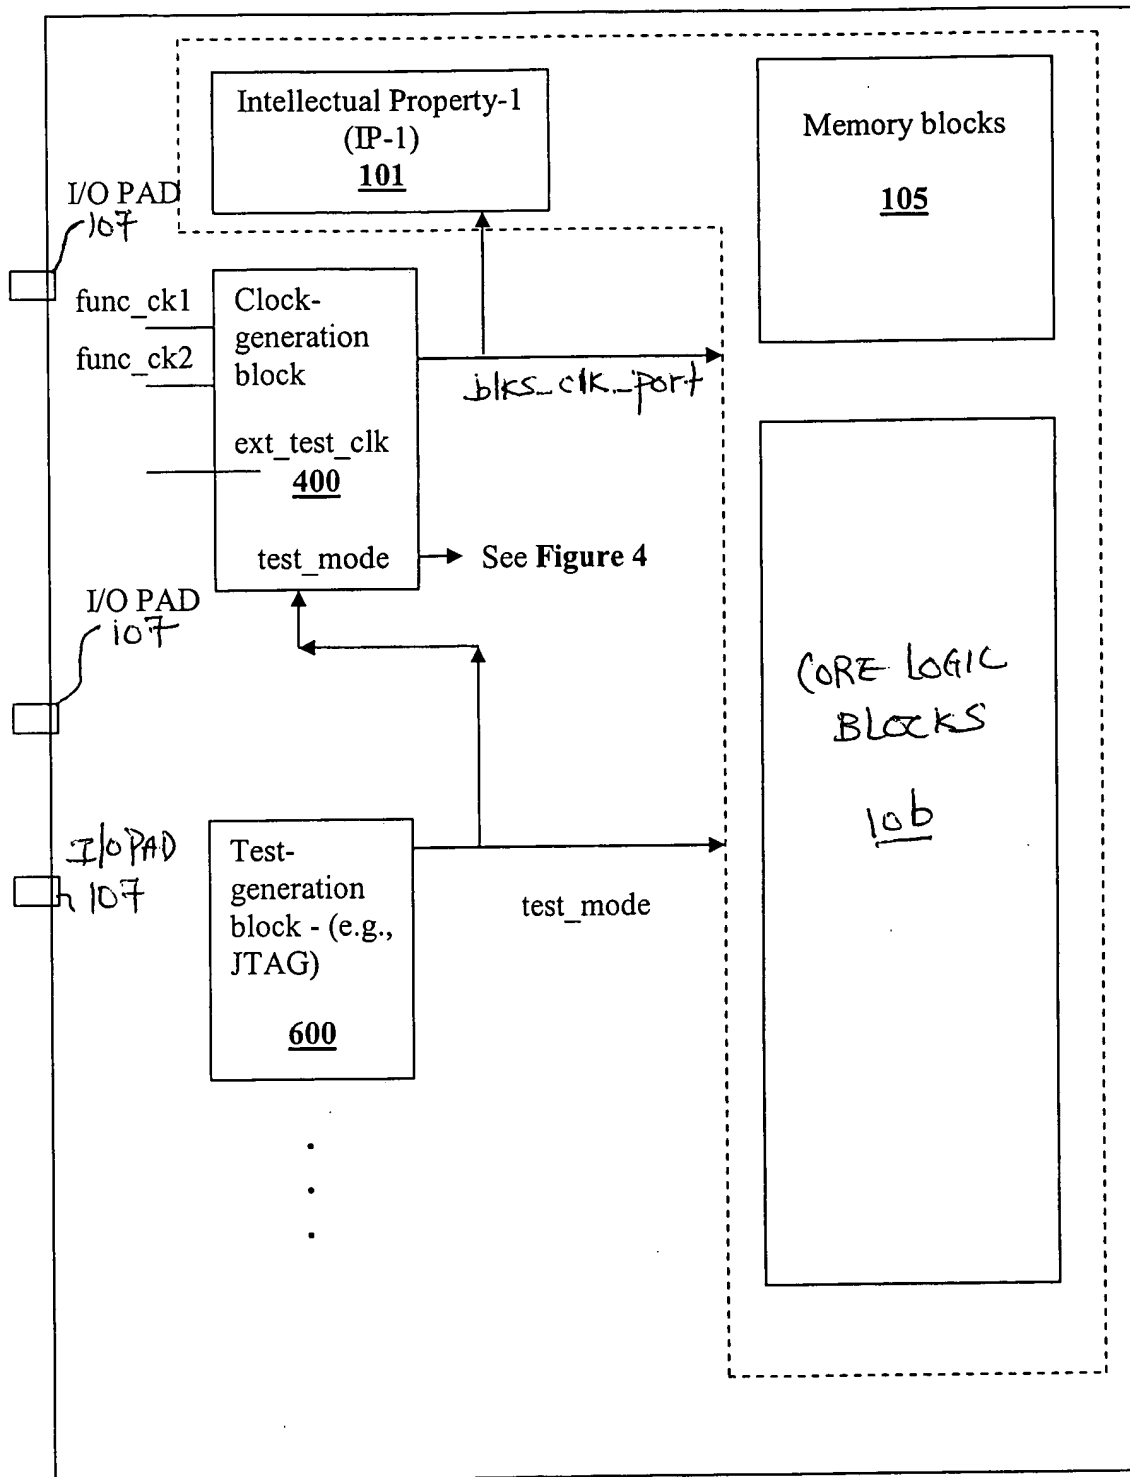 Intellectual Property-1
(IP-1)
101
Memory blocks
105
I/O PAD
107
func_ck1
func_ck2
Clock-
generation
block
ext_test_clk
400
test_mode
blks_clk_port
See Figure 4
I/O PAD
107
CORE LOGIC
BLOCKS
106
I/O PAD
107
Test-
generation
block - (e.g.,
JTAG)
600
test_mode